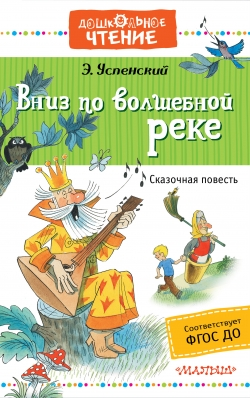 ДОШКОЛЬНОЕ
ЧТЕНИЕ
Э. Успенский
Вниз по волшебной
реке
Сказочная повесть
Соответствует
ФГОС ДО
МАЛЫШ